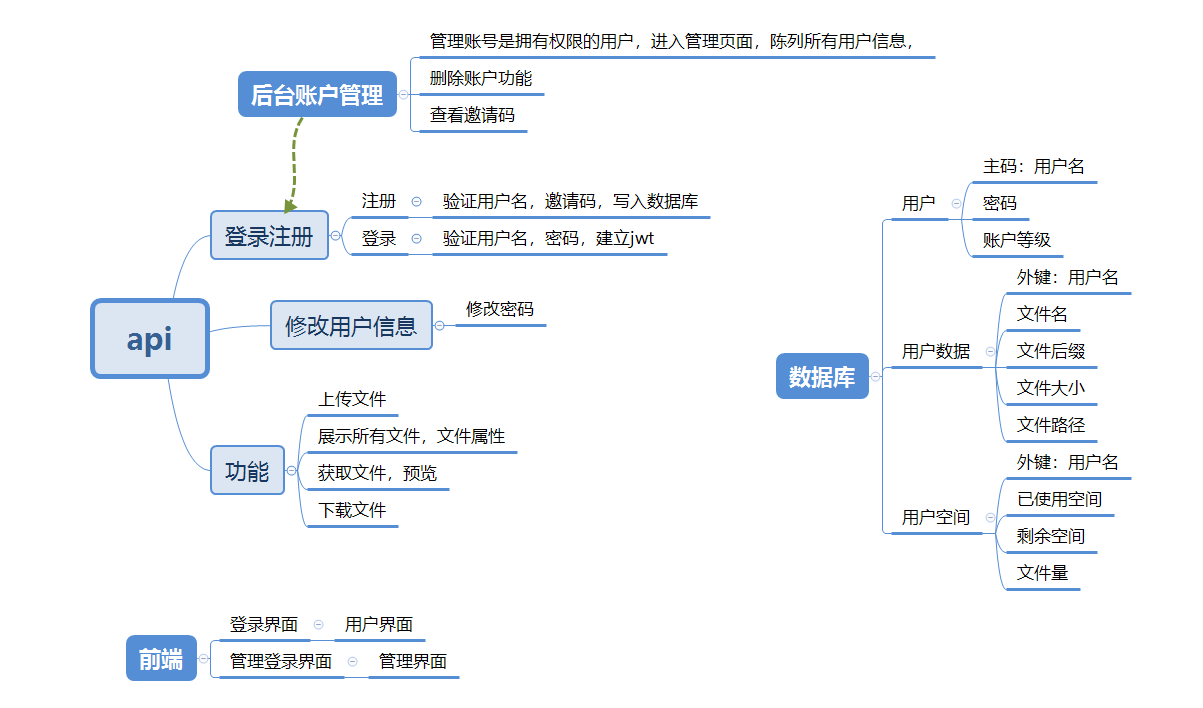 后台账户管理
管理账号是拥有权限的用户，进入管理页面，陈列所有用户信息，
删除账户功能
查看邀请码
api
登录注册
注册
验证用户名，邀请码，写入数据库
登录
验证用户名，密码，建立jwt
修改用户信息
修改密码
功能
上传文件
展示所有文件，文件属性
获取文件，预览
下载文件
前端
登录界面
用户界面
管理登录界面
管理界面
数据库
用户
主码：用户名
密码
账户等级
用户数据
外键：用户名
文件名
文件后缀
文件大小
文件路径
用户空间
外键：用户名
已使用空间
剩余空间
文件量